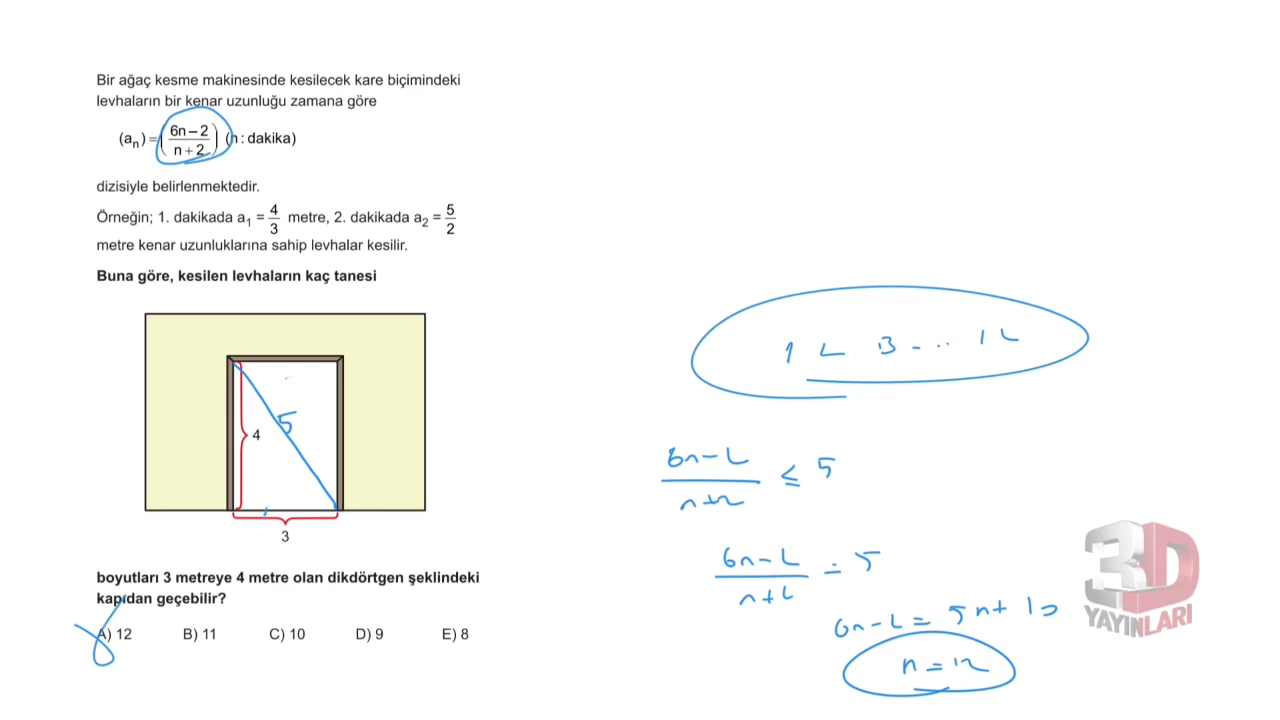 Bir ağaç kesme makinesinde kesilecek kare biçimindeki
levhaların bir kenar uzunluğu zamana göre
(aₙ) = (6n − 2 / n + 2) (n : dakika)
dizisiyle belirlenmektedir.
Örneğin; 1. dakikada a₁ = 4/3 metre, 2. dakikada a₂ = 5/2
metre kenar uzunluklarına sahip levhalar kesilir.
Buna göre, kesilen levhaların kaç tanesi
5
4
3
boyutları 3 metreye 4 metre olan dikdörtgen şeklindeki
kapıdan geçebilir?
A) 12 B) 11 C) 10 D) 9 E) 8
1 2 3 - .. 12
6n-2 / n+2 ≤ 5
6n-2 / n+2 = 5
6n-2 = 5n+10
n=12
3D
YAYINLARI